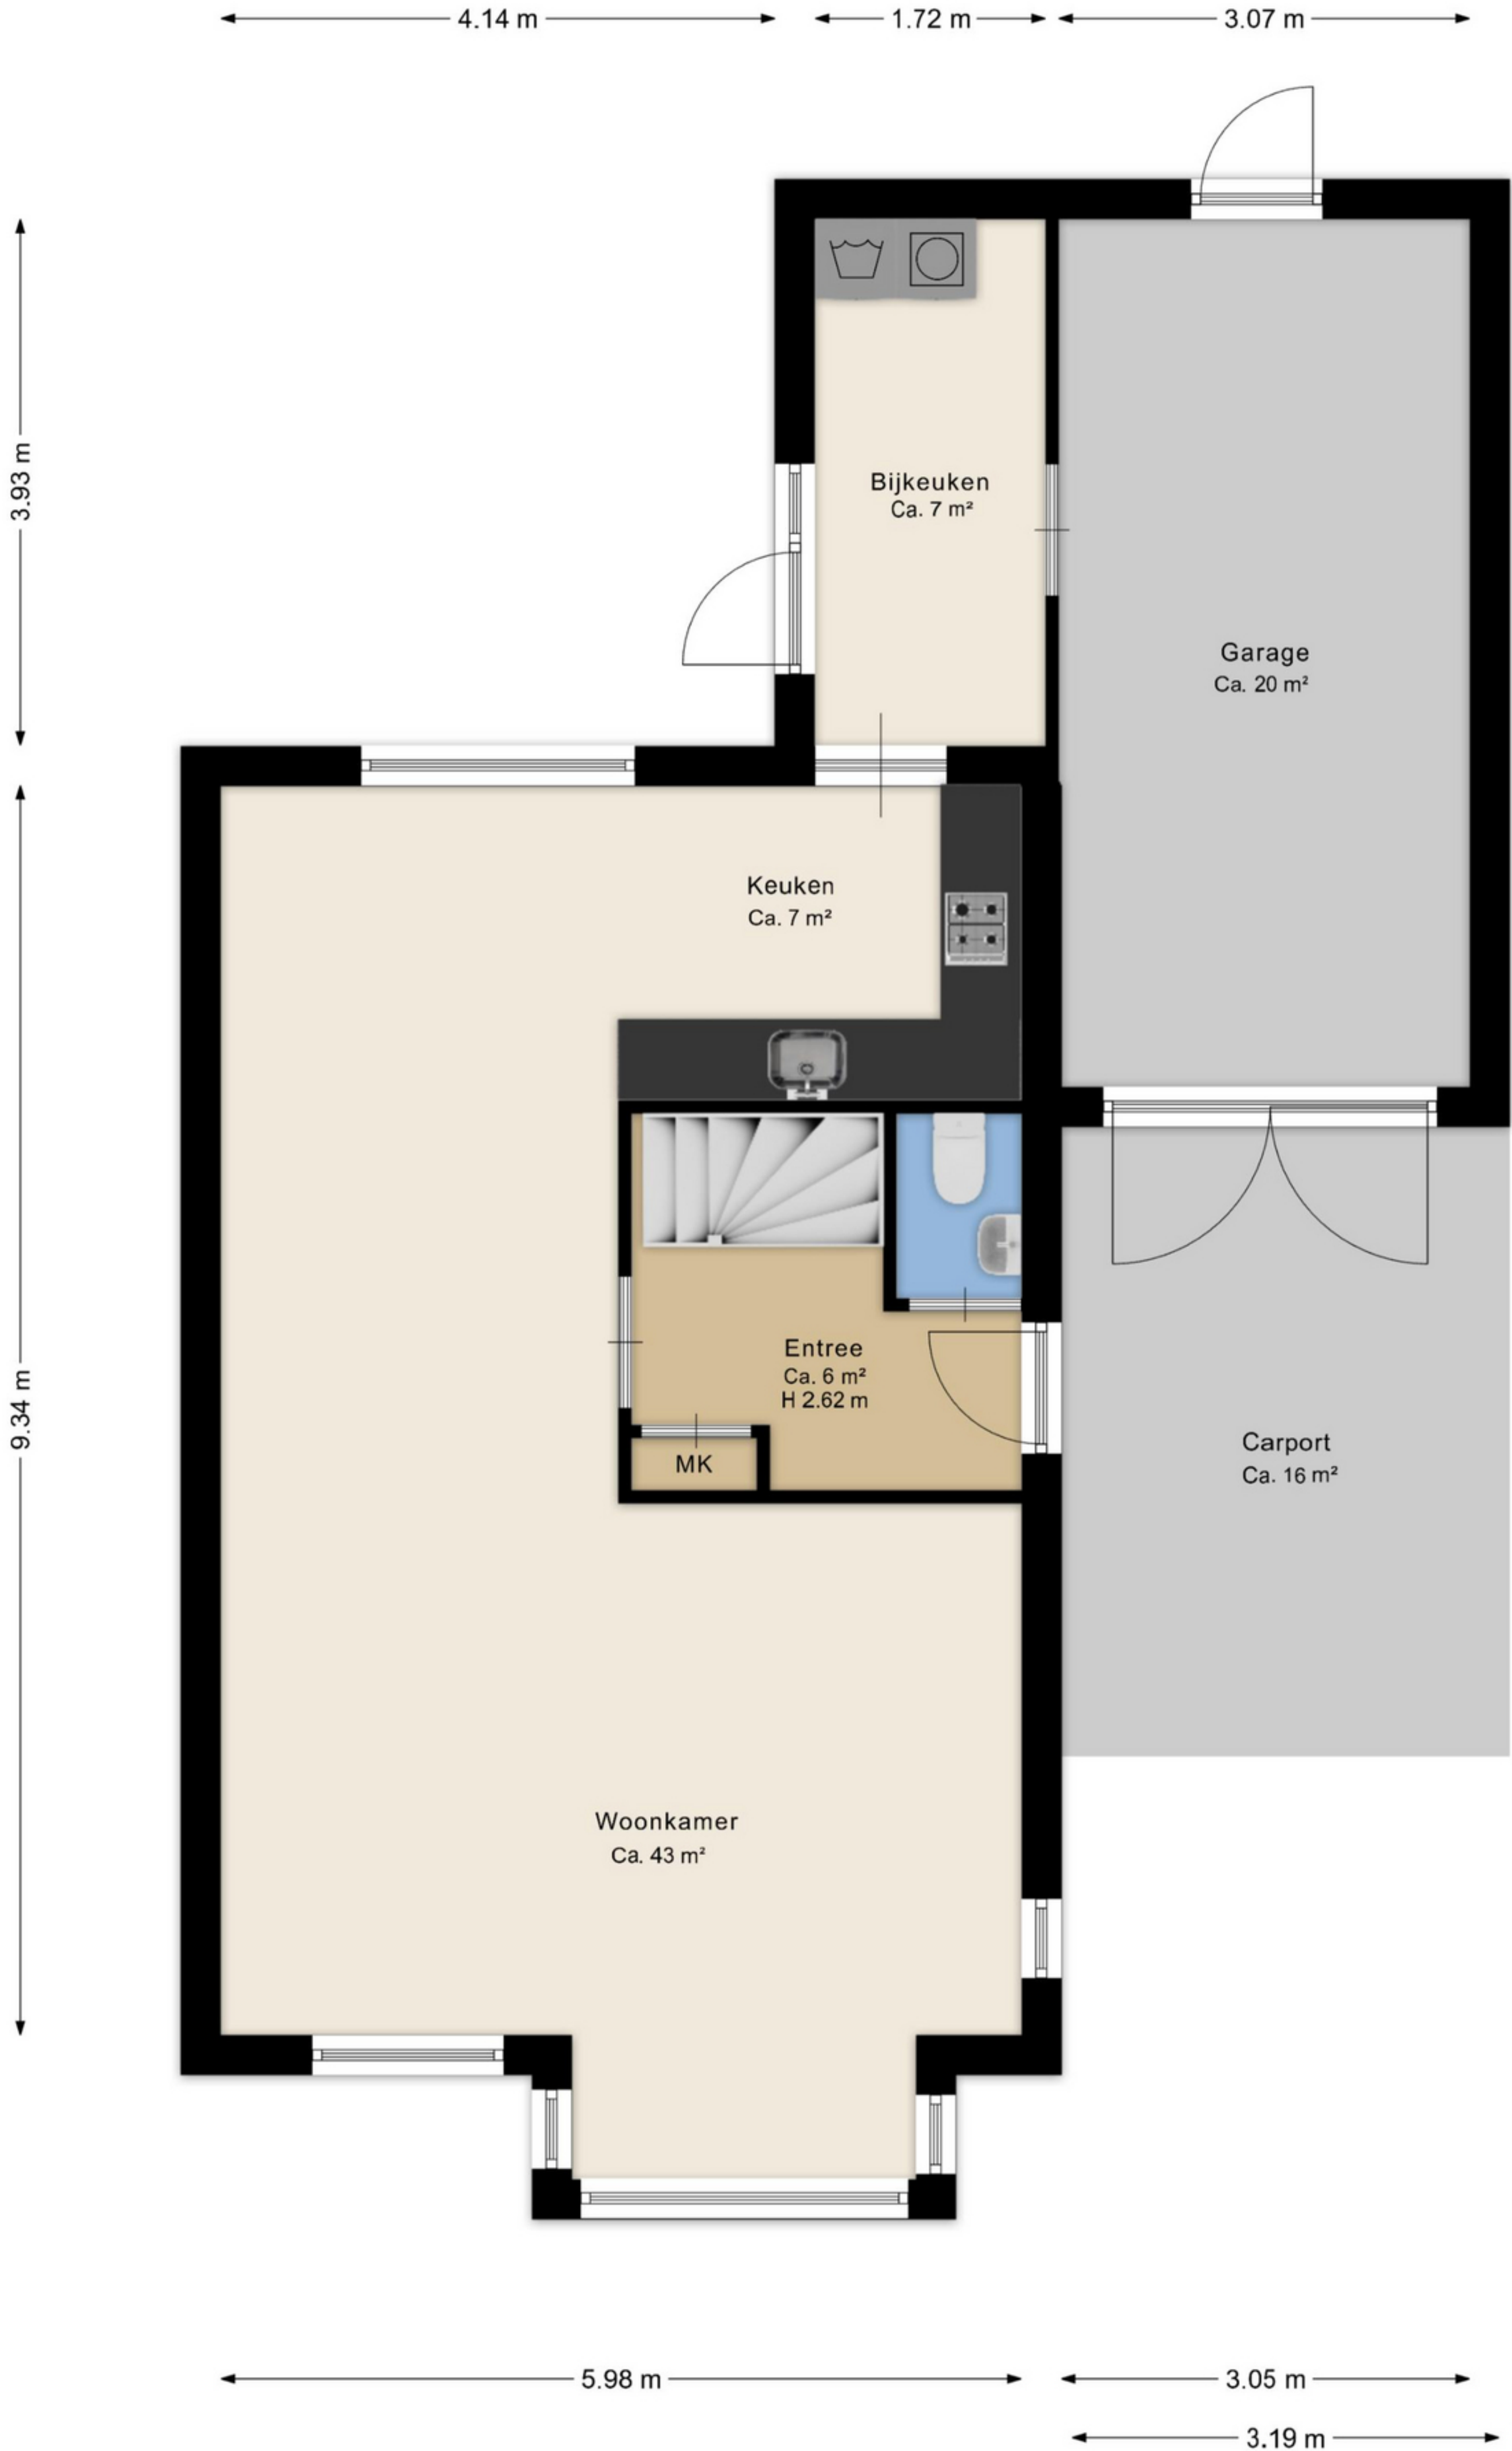 4.14 m
1.72 m
3.07 m
3.93 m
Bijkeuken
Ca. 7 m²
Garage
Ca. 20 m²
Keuken
Ca. 7 m²
9.34 m
Entree
Ca. 6 m²
H 2.62 m
MK
Carport
Ca. 16 m²
Woonkamer
Ca. 43 m²
5.98 m
3.05 m
3.19 m